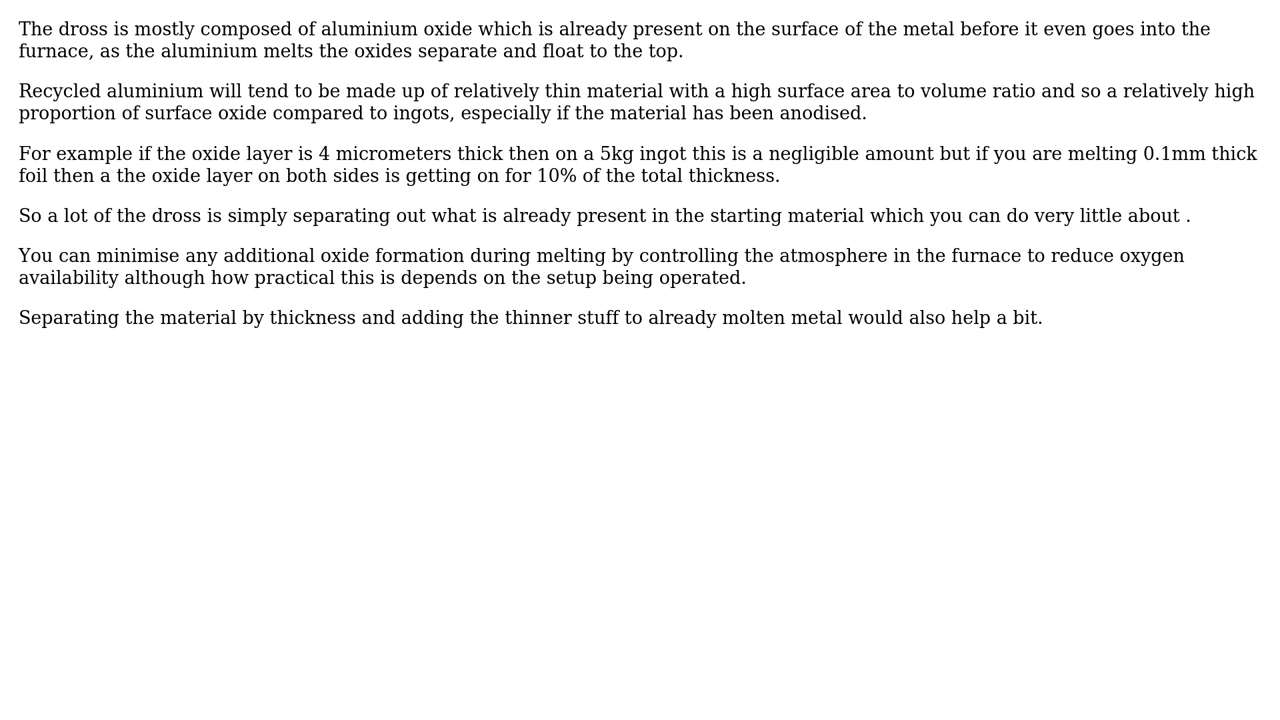 The dross is mostly composed of aluminium oxide which is already present on the surface of the metal before it even goes into the
furnace, as the aluminium melts the oxides separate and float to the top.
Recycled aluminium will tend to be made up of relatively thin material with a high surface area to volume ratio and so a relatively high
proportion of surface oxide compared to ingots, especially if the material has been anodised.
For example if the oxide layer is 4 micrometers thick then on a 5kg ingot this is a negligible amount but if you are melting 0.1mm thick
foil then a the oxide layer on both sides is getting on for 10% of the total thickness.
So a lot of the dross is simply separating out what is already present in the starting material which you can do very little about .
You can minimise any additional oxide formation during melting by controlling the atmosphere in the furnace to reduce oxygen
availability although how practical this is depends on the setup being operated.
Separating the material by thickness and adding the thinner stuff to already molten metal would also help a bit.